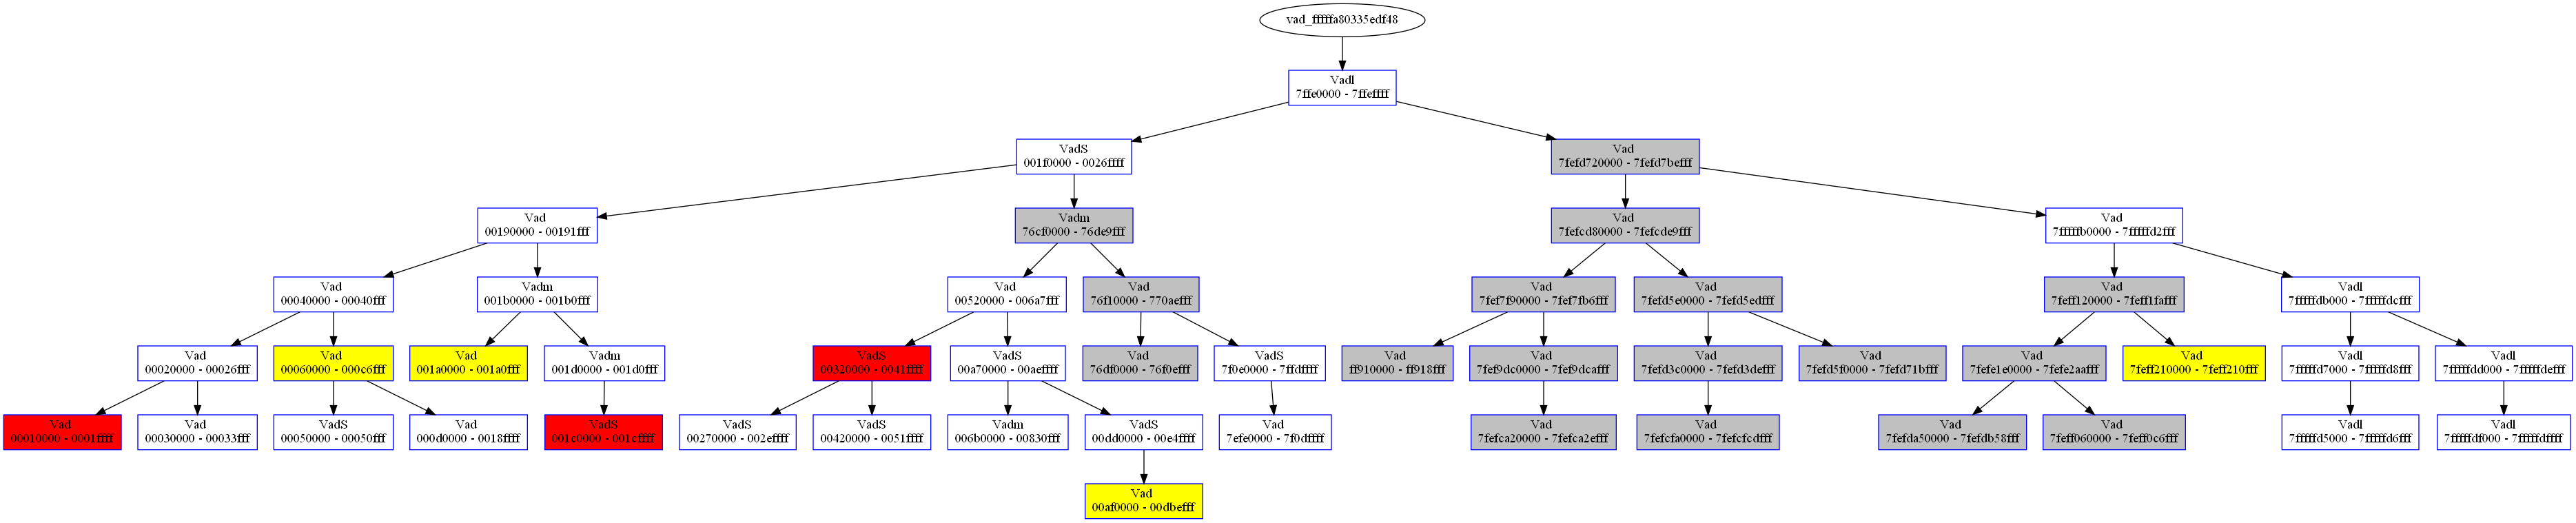 vad_fffffa80335edf48
Vadl
7ffe0000 - 7ffeffff
VadS
001f0000 - 0026ffff
Vad
7fefd720000 - 7fefd7befff
Vad
00190000 - 00191fff
Vadm
76cf0000 - 76de9fff
Vad
7fefcd80000 - 7fefcde9fff
Vad
7fffffb0000 - 7fffffd2fff
Vad
00040000 - 00040fff
Vadm
001b0000 - 001b0fff
Vad
00520000 - 006a7fff
Vad
76f10000 - 770aefff
Vad
7fef7f90000 - 7fef7fb6fff
Vad
7fefd5e0000 - 7fefd5edfff
Vad
7feff120000 - 7feff1fafff
Vadl
7fffffdb000 - 7fffffdcfff
Vad
00020000 - 00026fff
Vad
00060000 - 000c6fff
Vad
001a0000 - 001a0fff
Vadm
001d0000 - 001d0fff
VadS
00320000 - 0041ffff
VadS
00a70000 - 00aeffff
Vad
76df0000 - 76f0efff
VadS
7f0e0000 - 7ffdffff
Vad
ff910000 - ff918fff
Vad
7fef9dc0000 - 7fef9dcafff
Vad
7fefd3c0000 - 7fefd3defff
Vad
7fefd5f0000 - 7fefd71bfff
Vad
7fefe1e0000 - 7fefe2aafff
Vad
7feff210000 - 7feff210fff
Vadl
7fffffd7000 - 7fffffd8fff
Vadl
7fffffdd000 - 7fffffdefff
Vad
00010000 - 0001ffff
Vad
00030000 - 00033fff
VadS
00050000 - 00050fff
Vad
000d0000 - 0018ffff
VadS
001c0000 - 001cffff
VadS
00270000 - 002effff
VadS
00420000 - 0051ffff
Vadm
006b0000 - 00830fff
VadS
00dd0000 - 00e4ffff
Vad
7efe0000 - 7f0dffff
Vad
7fefca20000 - 7fefca2efff
Vad
7fefcfa0000 - 7fefcfcdfff
Vad
7fefda50000 - 7fefdb58fff
Vad
7feff060000 - 7feff0c6fff
Vadl
7fffffd5000 - 7fffffd6fff
Vadl
7fffffdf000 - 7fffffdffff
Vad
00af0000 - 00dbefff